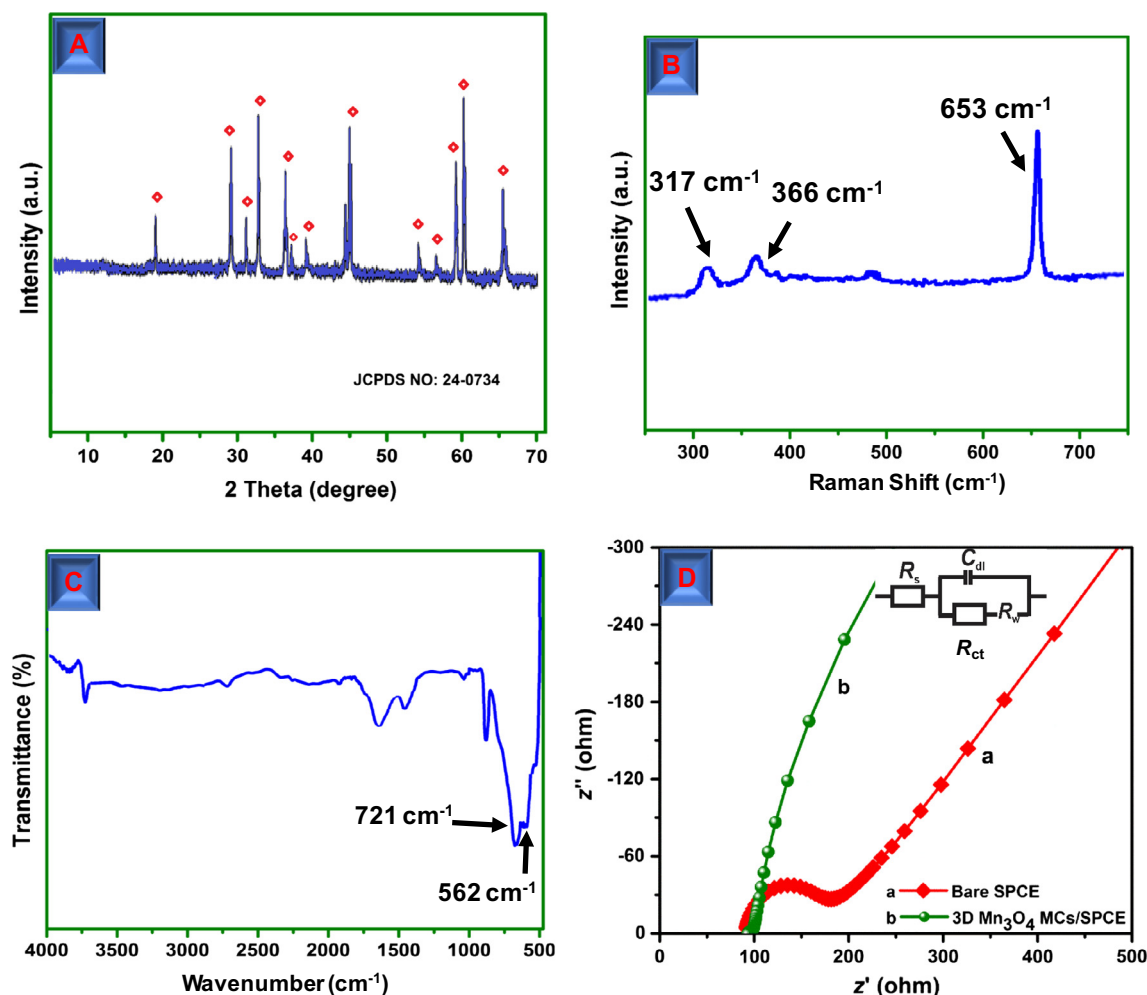 A
Intensity (a.u.)
JCPDS NO: 24-0734
10 20 30 40 50 60 70
2 Theta (degree)
B
Intensity (a.u.)
317 cm⁻¹
366 cm⁻¹
653 cm⁻¹
300 400 500 600 700
Raman Shift (cm⁻¹)
C
Transmittance (%)
721 cm⁻¹
562 cm⁻¹
4000 3500 3000 2500 2000 1500 1000 500
Wavenumber (cm⁻¹)
D
z'' (ohm)
-300
-240
-180
-120
-60
0
Rs
Cdl
Rw
Rct
b
a
a Bare SPCE
b 3D Mn₃O₄ MCs/SPCE
0 100 200 300 400 500
z' (ohm)